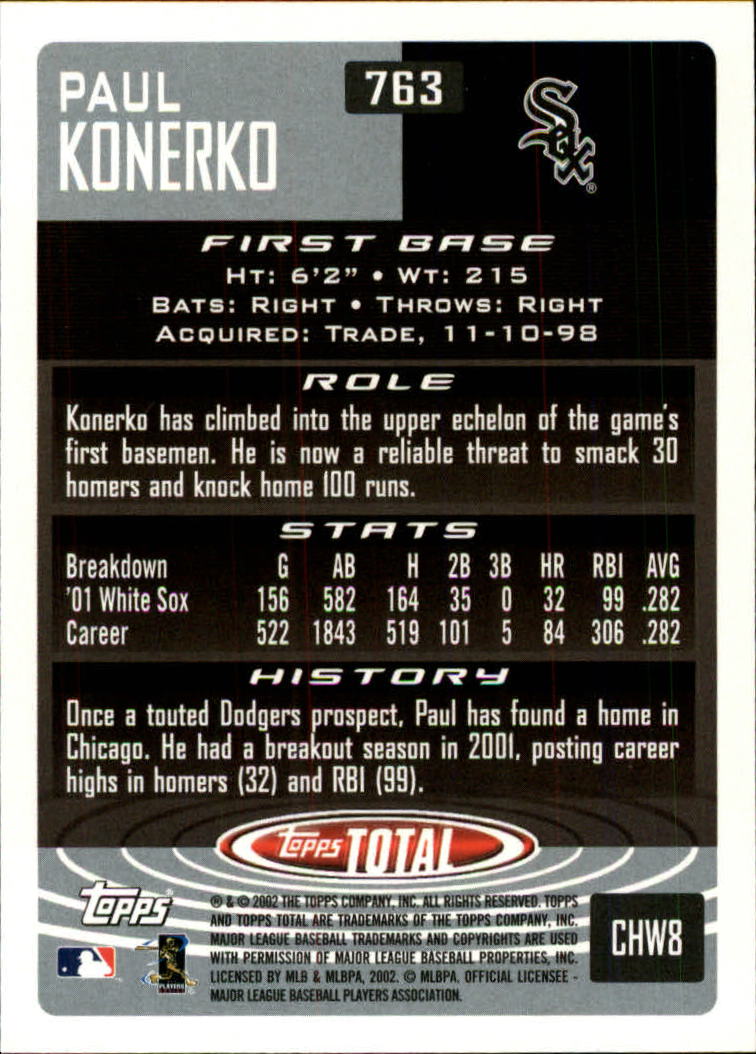 PAUL
KONERKO
763
Sox
®
FIRST BASE
HT: 6'2" • WT: 215
BATS: RIGHT • THROWS: RIGHT
ACQUIRED: TRADE, 11-10-98
ROLE
Konerko has climbed into the upper echelon of the game's
first basemen. He is now a reliable threat to smack 30
homers and knock home 100 runs.
STATS
Breakdown G AB H 2B 3B HR RBI AVG
'01 White Sox 156 582 164 35 0 32 99 .282
Career 522 1843 519 101 5 84 306 .282
HISTORY
Once a touted Dodgers prospect, Paul has found a home in
Chicago. He had a breakout season in 2001, posting career
highs in homers (32) and RBI (99).
Topps TOTAL
Topps®
® & © 2002 THE TOPPS COMPANY, INC. ALL RIGHTS RESERVED. TOPPS
AND TOPPS TOTAL ARE TRADEMARKS OF THE TOPPS COMPANY, INC.
MAJOR LEAGUE BASEBALL TRADEMARKS AND COPYRIGHTS ARE USED
WITH PERMISSION OF MAJOR LEAGUE BASEBALL PROPERTIES, INC.
LICENSED BY MLB & MLBPA, 2002. © MLBPA. OFFICIAL LICENSEE -
MAJOR LEAGUE BASEBALL PLAYERS ASSOCIATION.
PLAYERS
CHW8